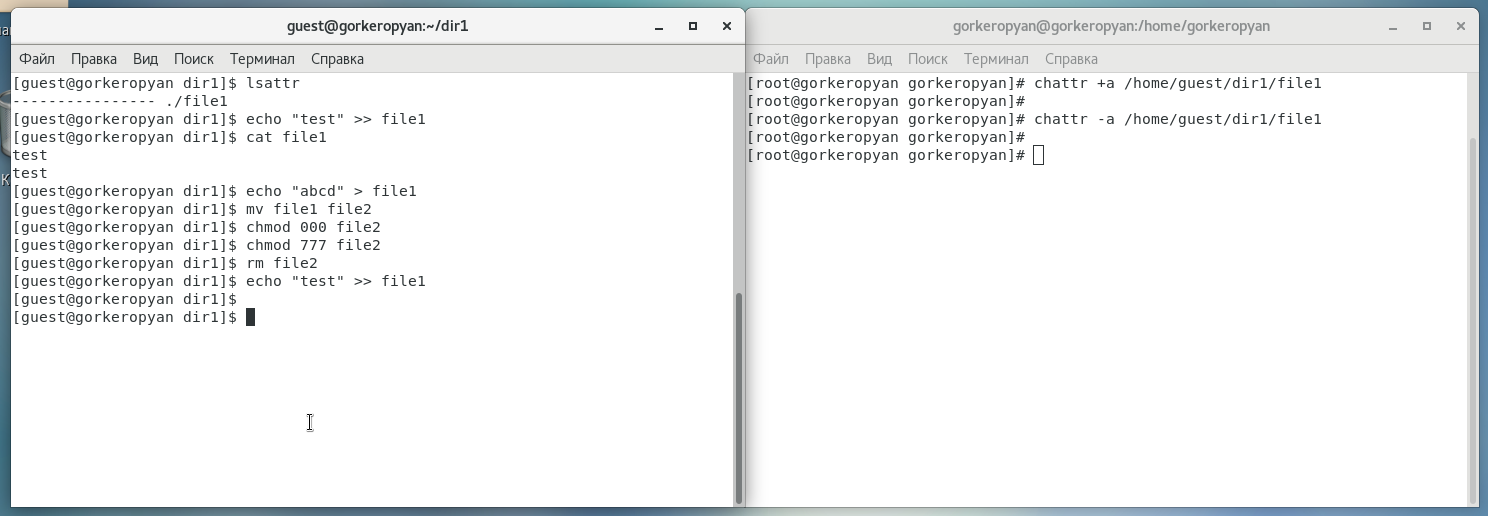 guest@gorkeropyan:~/dir1
Файл Правка Вид Поиск Терминал Справка
[guest@gorkeropyan dir1]$ lsattr
--------------- ./file1
[guest@gorkeropyan dir1]$ echo "test" >> file1
[guest@gorkeropyan dir1]$ cat file1
test
test
[guest@gorkeropyan dir1]$ echo "abcd" > file1
[guest@gorkeropyan dir1]$ mv file1 file2
[guest@gorkeropyan dir1]$ chmod 000 file2
[guest@gorkeropyan dir1]$ chmod 777 file2
[guest@gorkeropyan dir1]$ rm file2
[guest@gorkeropyan dir1]$ echo "test" >> file1
[guest@gorkeropyan dir1]$
[guest@gorkeropyan dir1]$
gorkeropyan@gorkeropyan:/home/gorkeropyan
Файл Правка Вид Поиск Терминал Справка
[root@gorkeropyan gorkeropyan]# chattr +a /home/guest/dir1/file1
[root@gorkeropyan gorkeropyan]#
[root@gorkeropyan gorkeropyan]# chattr -a /home/guest/dir1/file1
[root@gorkeropyan gorkeropyan]#
[root@gorkeropyan gorkeropyan]#